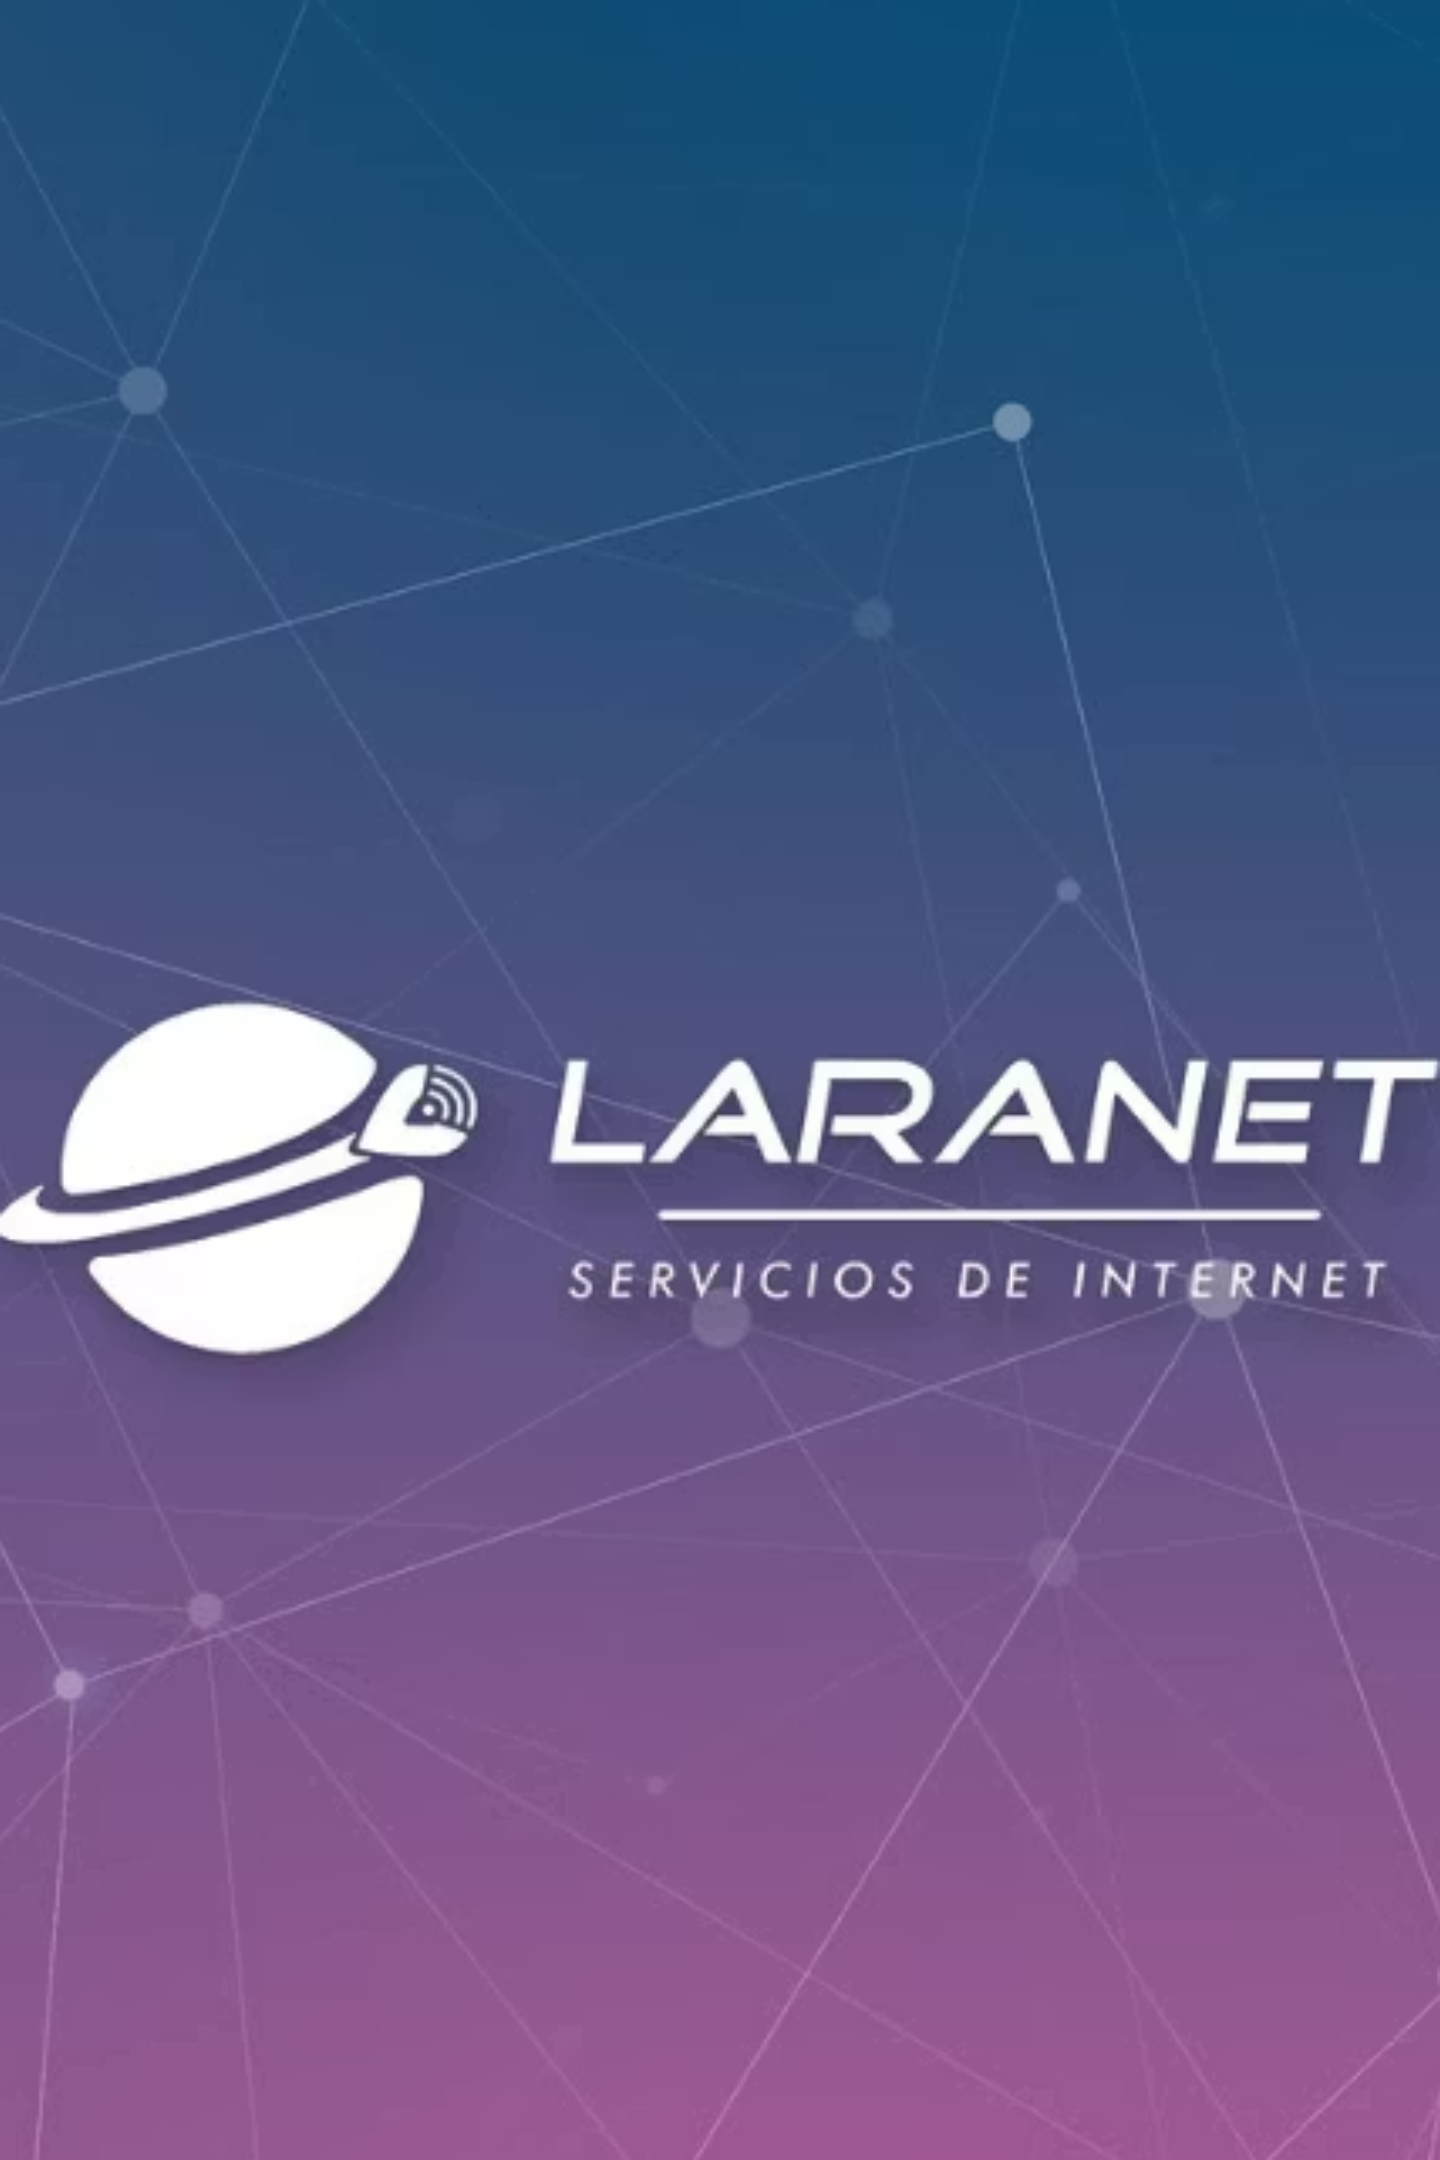 LARANET
SERVICIOS DE INTERNET